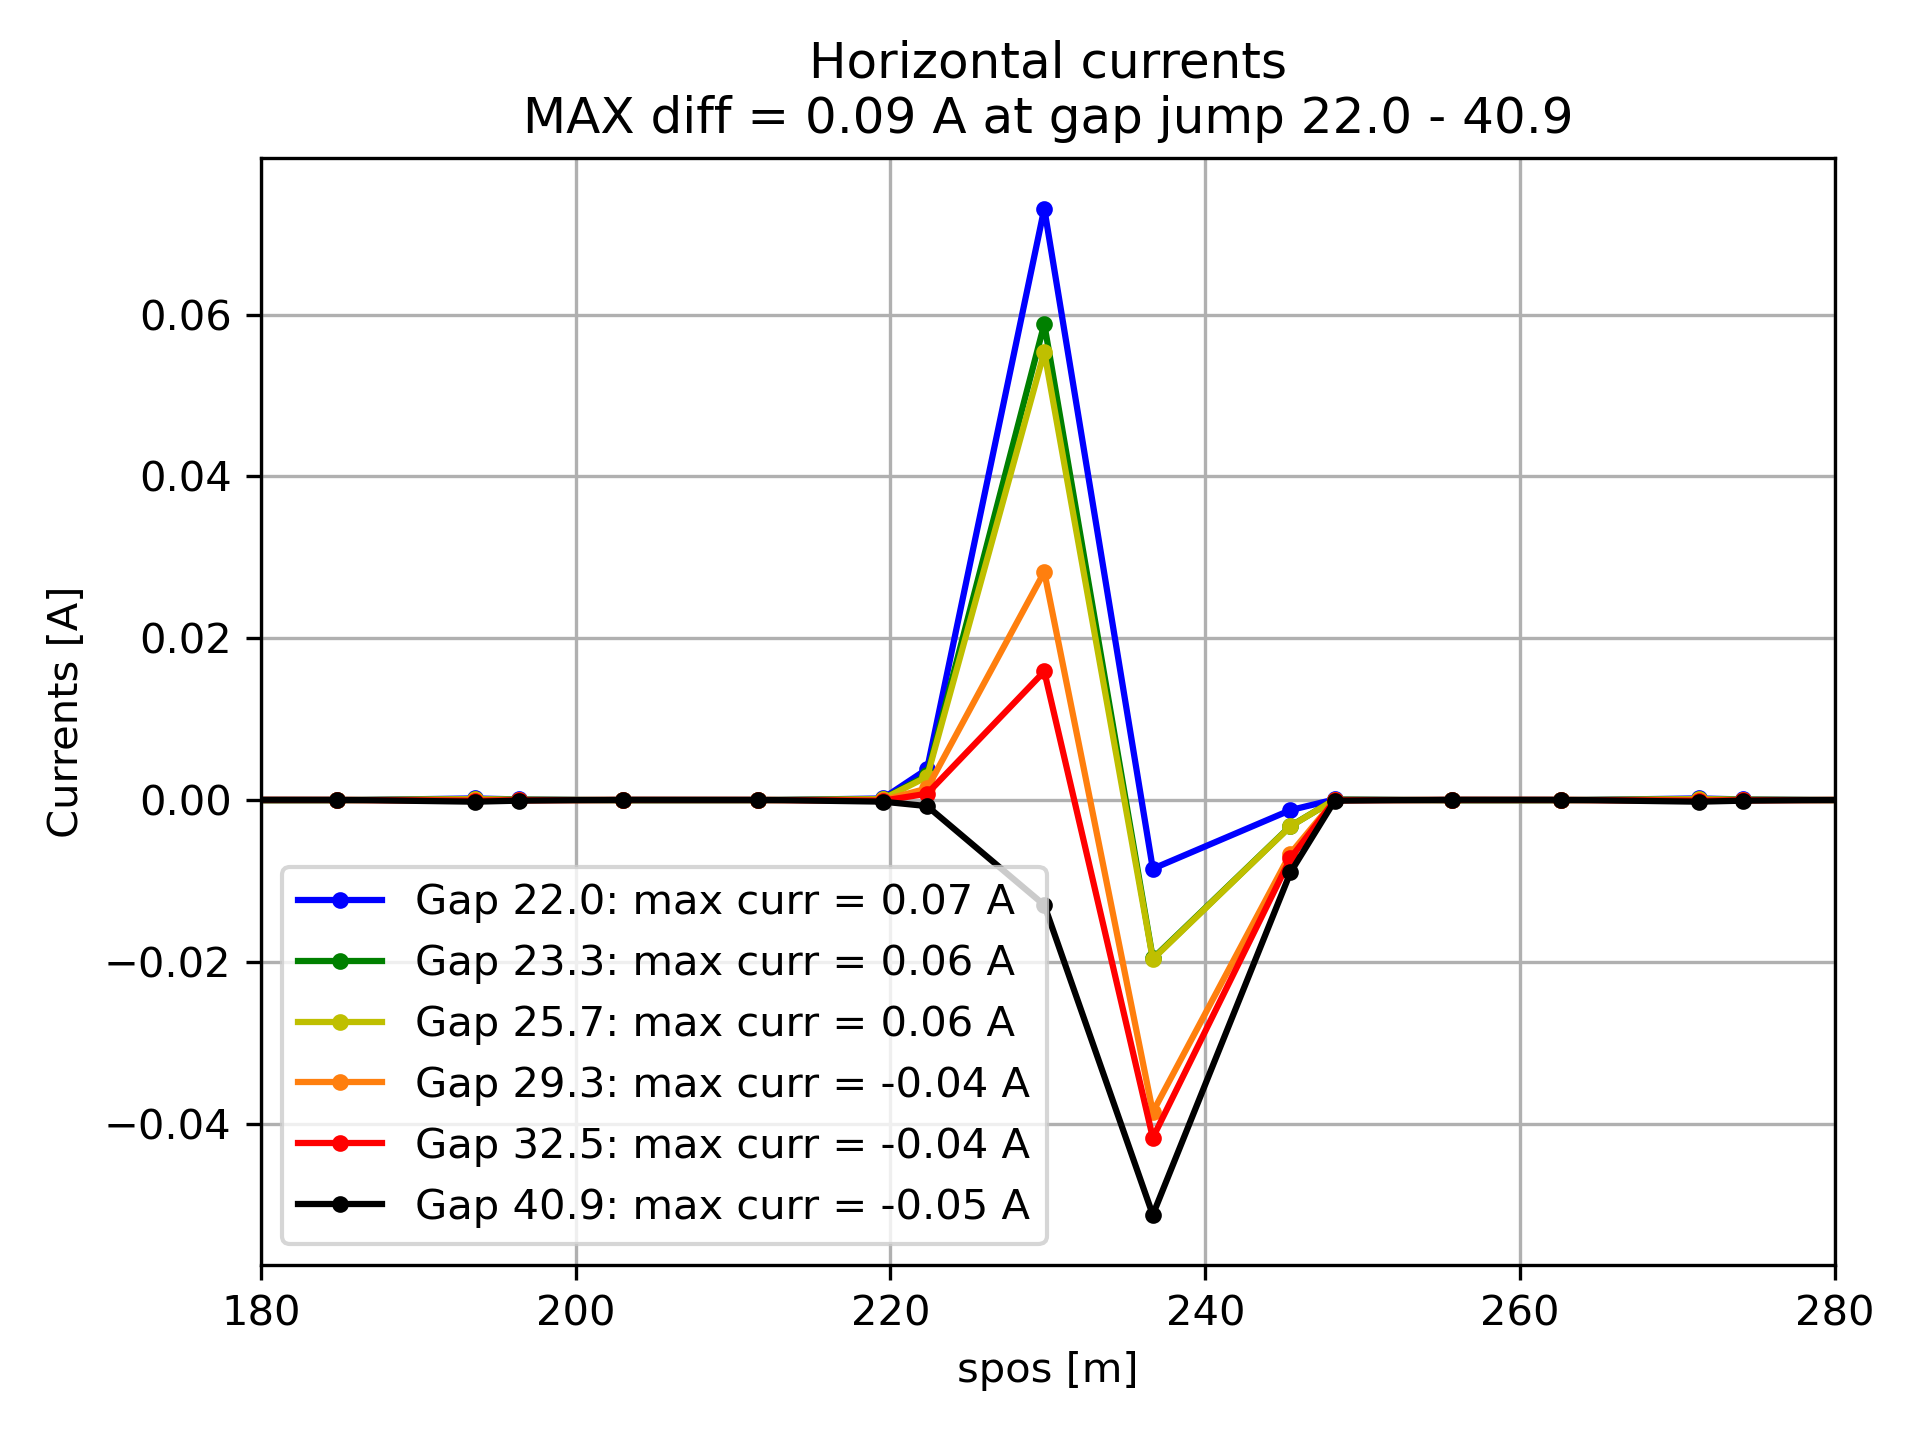 Horizontal currents
MAX diff = 0.09 A at gap jump 22.0 - 40.9
Currents [A]
0.06
0.04
0.02
0.00
−0.02
−0.04
Gap 22.0: max curr = 0.07 A
Gap 23.3: max curr = 0.06 A
Gap 25.7: max curr = 0.06 A
Gap 29.3: max curr = -0.04 A
Gap 32.5: max curr = -0.04 A
Gap 40.9: max curr = -0.05 A
180 200 220 240 260 280
spos [m]